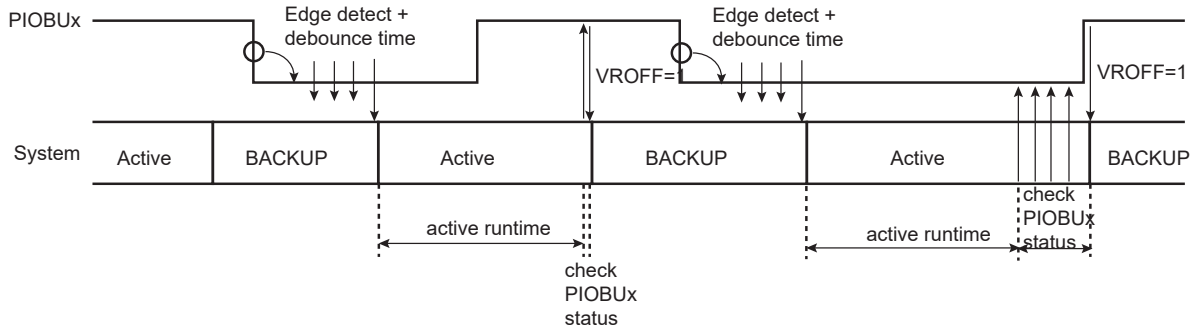 PIOBUx
Edge detect +
debounce time
VROFF=1
Edge detect +
debounce time
VROFF=1
System
Active
BACKUP
Active
BACKUP
Active
BACKUP
active runtime
check
PIOBUx
status
active runtime
check
PIOBUx
status